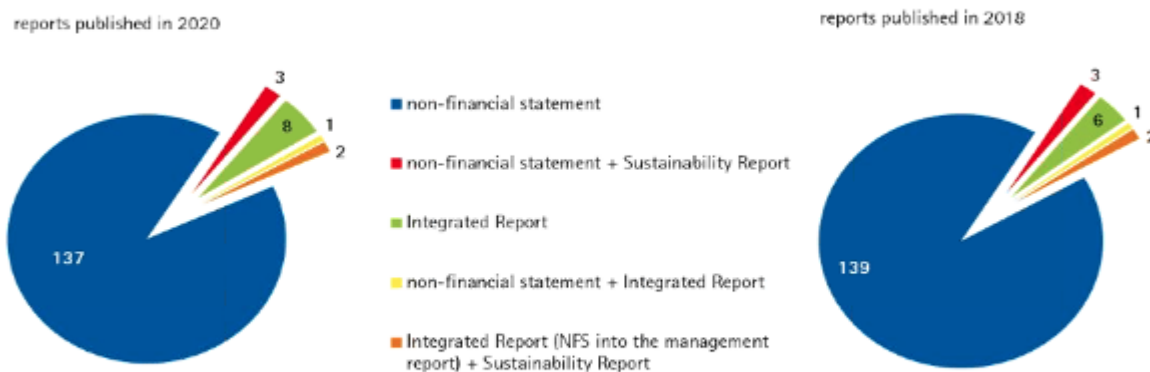 reports published in 2020
3
8
1
2
137
non-financial statement
non-financial statement + Sustainability Report
Integrated Report
non-financial statement + Integrated Report
Integrated Report (NFS into the management
report) + Sustainability Report
reports published in 2018
3
6
1
2
139